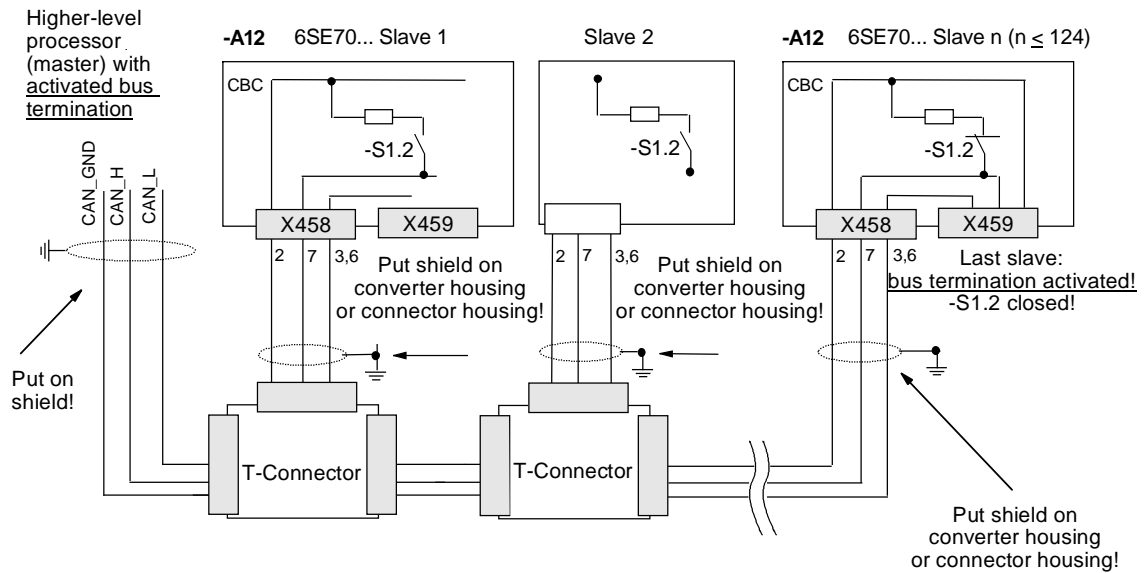 Higher-level
processor
(master) with
activated bus
termination
-A12 6SE70... Slave 1
Slave 2
-A12 6SE70... Slave n (n ≤ 124)
CBC
-S1.2
-S1.2
CBC
-S1.2
CAN_GND
CAN_H
CAN_L
X458
X459
X458
X459
2 7 3,6
2 7 3,6
2 7 3,6
Put shield on
converter housing
or connector housing!
Put shield on
converter housing
or connector housing!
Last slave:
bus termination activated!
-S1.2 closed!
Put on
shield!
T-Connector
T-Connector
Put shield on
converter housing
or connector housing!